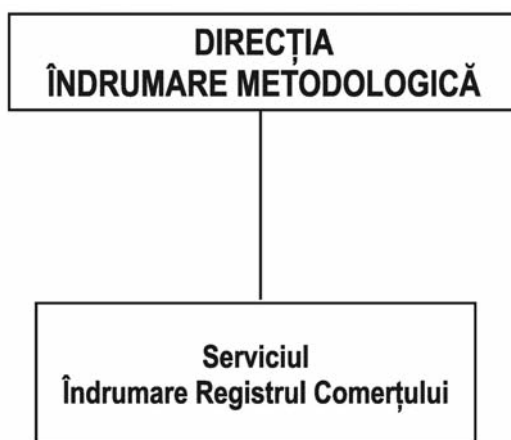 DIRECȚIA
ÎNDRUMARE METODOLOGICĂ
Serviciul
Îndrumare Registrul Comerțului